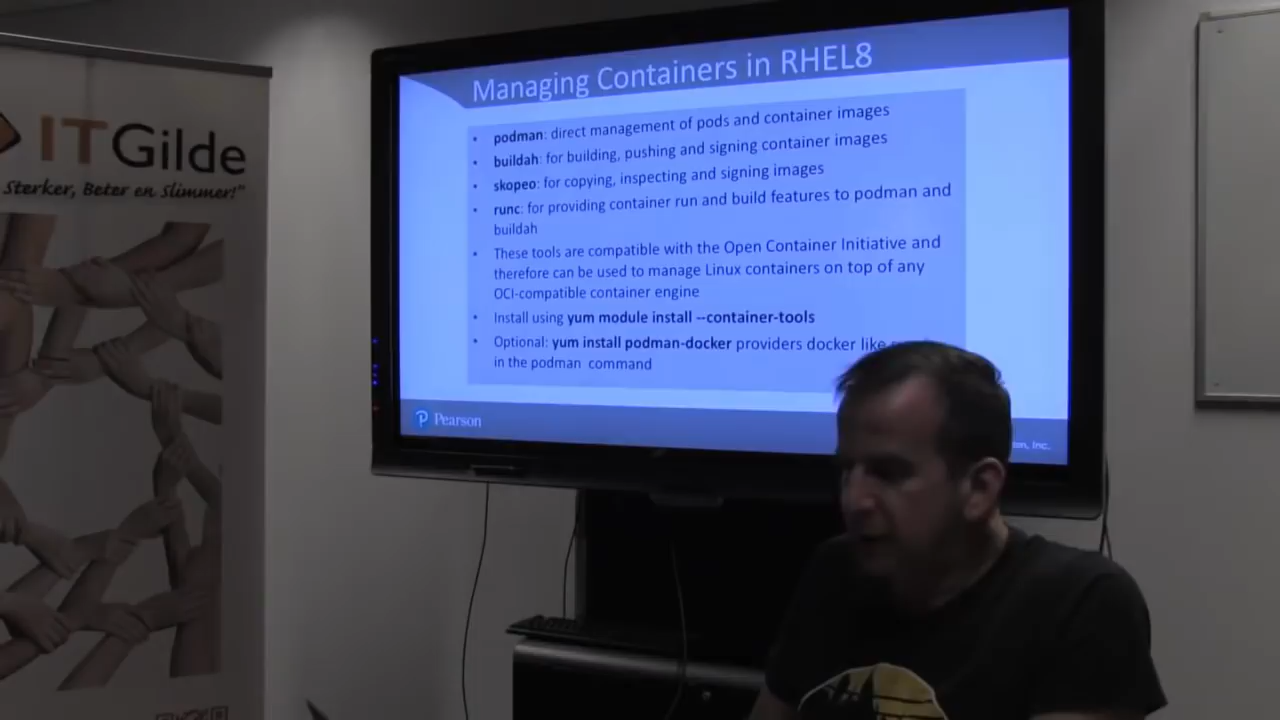 ITGilde
Sterker, Beter en Slimmer!"
Managing Containers in RHEL8
• podman: direct management of pods and container images
• buildah: for building, pushing and signing container images
• skopeo: for copying, inspecting and signing images
• runc: for providing container run and build features to podman and
buildah
• These tools are compatible with the Open Container Initiative and
therefore can be used to manage Linux containers on top of any
OCI-compatible container engine
• Install using yum module install --container-tools
• Optional: yum install podman-docker providers docker like
in the podman command
Pearson
Inc.